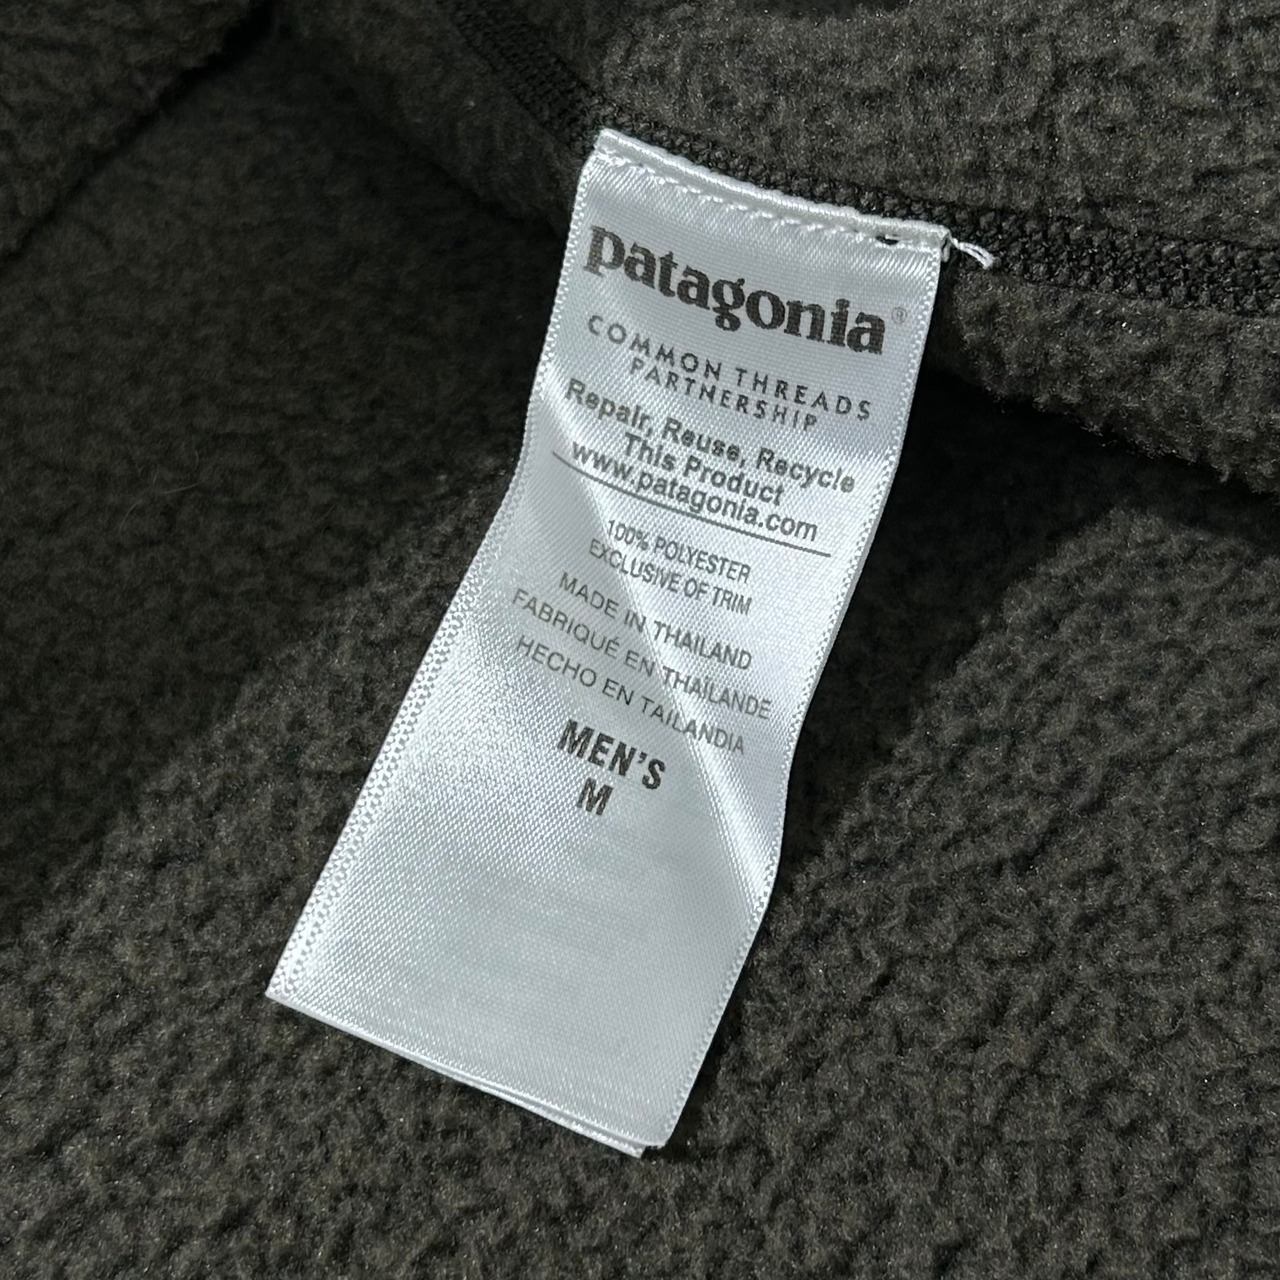 patagonia®
COMMON THREADS
PARTNERSHIP
Repair, Reuse, Recycle
This Product
www.patagonia.com
100% POLYESTER
EXCLUSIVE OF TRIM
MADE IN THAILAND
FABRIQUÉ EN THAÏLANDE
HECHO EN TAILANDIA
MEN'S
M